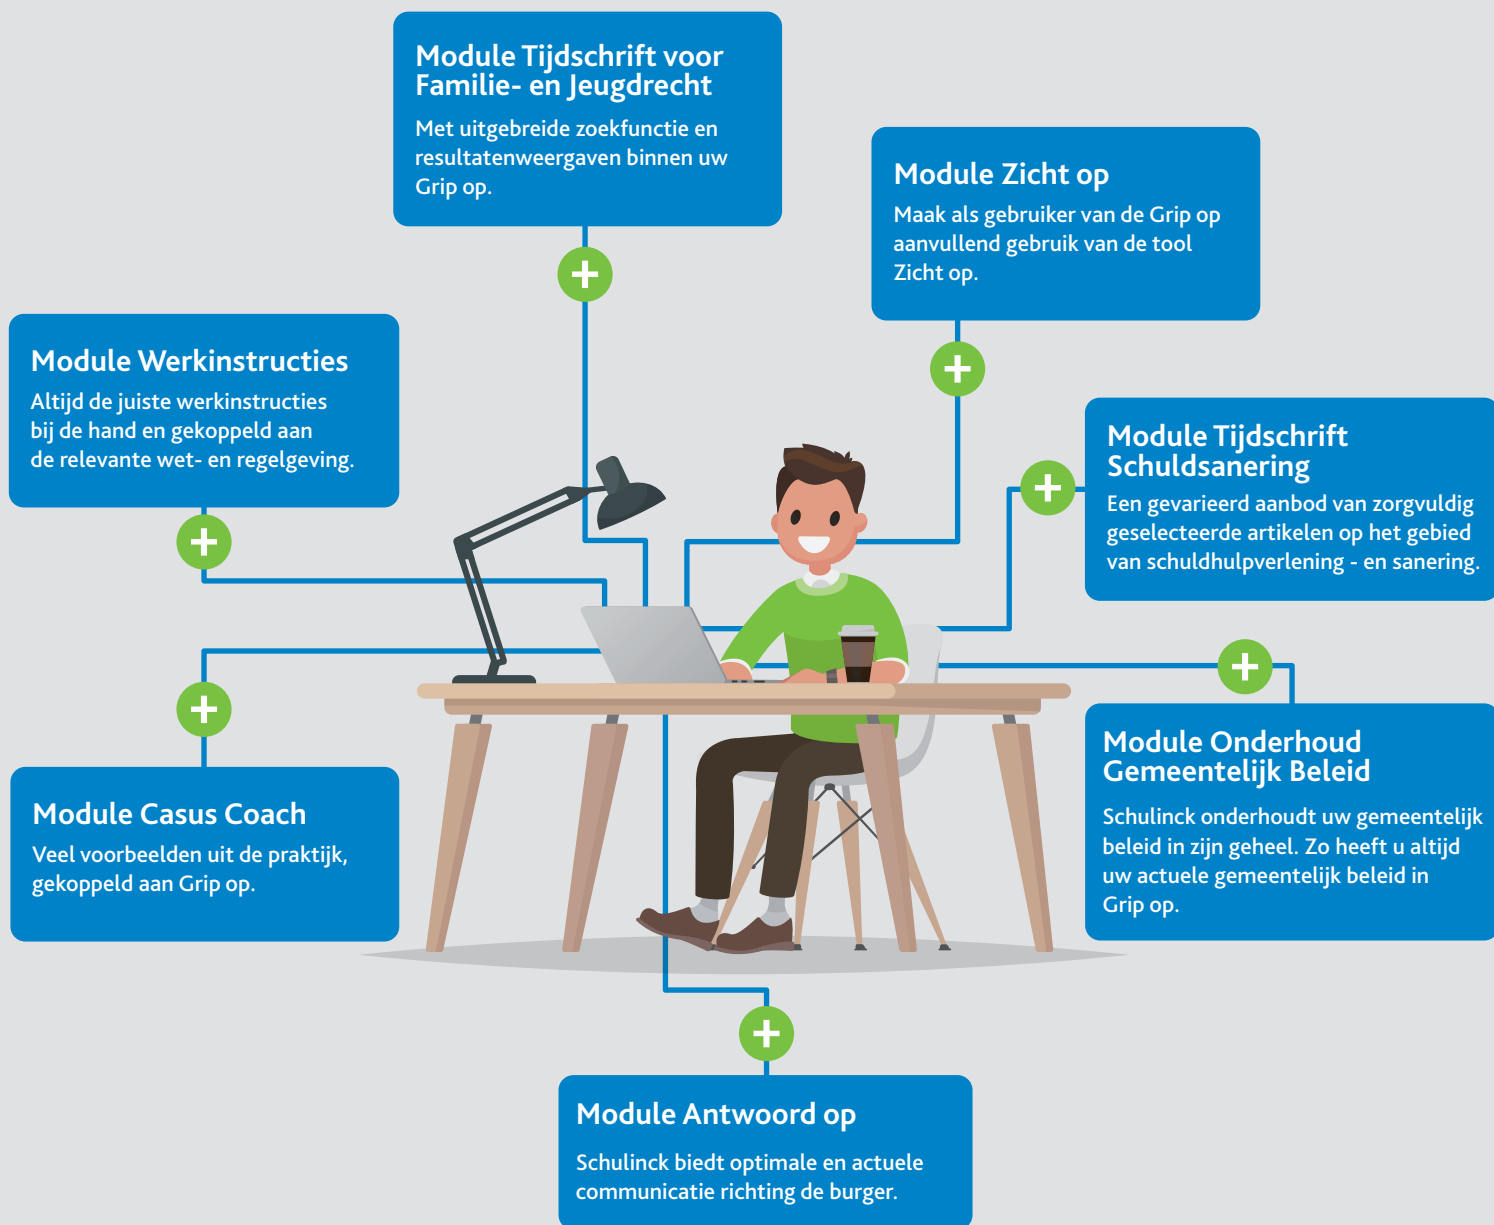 Module Tijdschrift voor
Familie- en Jeugdrecht
Met uitgebreide zoekfunctie en
resultatenweergaven binnen uw
Grip op.
Module Zicht op
Maak als gebruiker van de Grip op
aanvullend gebruik van de tool
Zicht op.
Module Werkinstructies
Altijd de juiste werkinstructies
bij de hand en gekoppeld aan
de relevante wet- en regelgeving.
Module Tijdschrift
Schuldsanering
Een gevarieerd aanbod van zorgvuldig
geselecteerde artikelen op het gebied
van schuldhulpverlening - en sanering.
Module Casus Coach
Veel voorbeelden uit de praktijk,
gekoppeld aan Grip op.
Module Onderhoud
Gemeentelijk Beleid
Schulinck onderhoudt uw gemeentelijk
beleid in zijn geheel. Zo heeft u altijd
uw actuele gemeentelijk beleid in
Grip op.
Module Antwoord op
Schulinck biedt optimale en actuele
communicatie richting de burger.